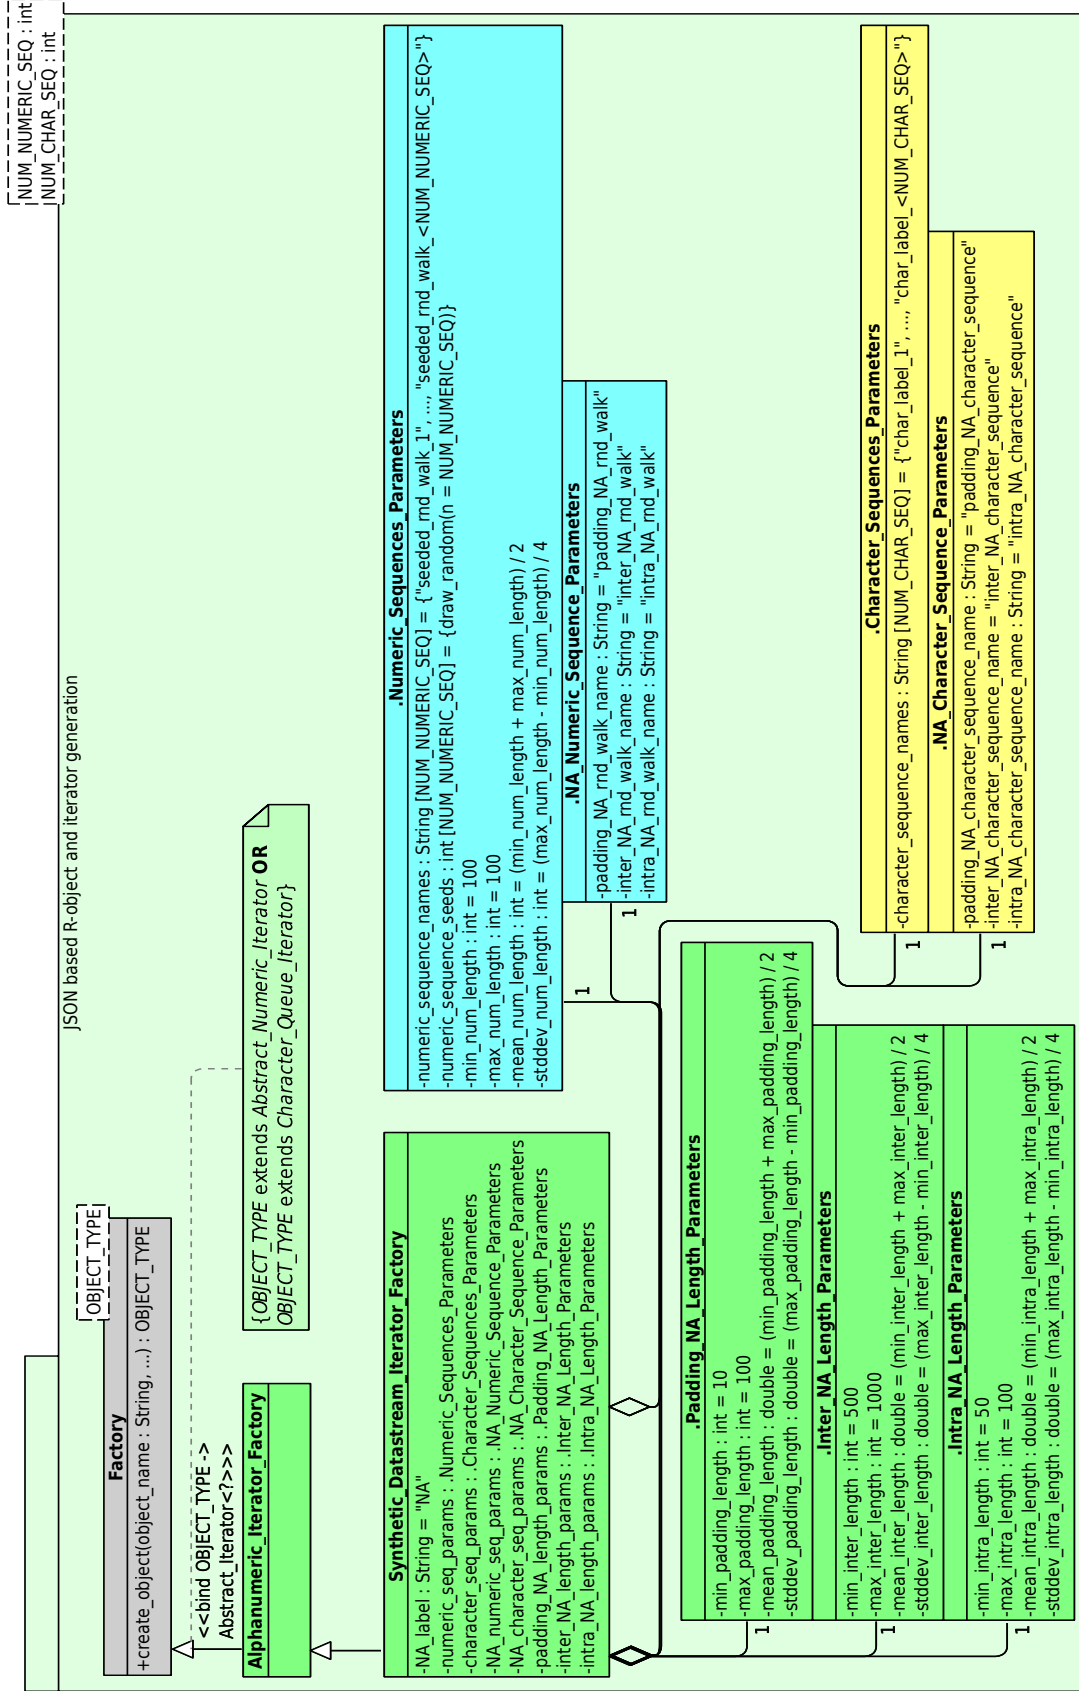 NUM_NUMERIC_SEQ : int
NUM_CHAR_SEQ : int
JSON based R-object and iterator generation
OBJECT_TYPE
Factory
+create_object(object_name : String, ...) : OBJECT_TYPE
<<bind OBJECT_TYPE ->
Abstract_Iterator<?>>>
{OBJECT_TYPE extends Abstract_Numeric_Iterator OR
OBJECT_TYPE extends Character_Queue_Iterator}
Alphanumeric_Iterator_Factory
Synthetic_Datastream_Iterator_Factory
-NA_label : String = "NA"
-numeric_seq_params : .Numeric_Sequences_Parameters
-character_seq_params : .Character_Sequences_Parameters
-NA_numeric_seq_params : .NA_Numeric_Sequence_Parameters
-NA_character_seq_params : .NA_Character_Sequence_Parameters
-padding_NA_length_params : .Padding_NA_Length_Parameters
-inter_NA_length_params : .Inter_NA_Length_Parameters
-intra_NA_length_params : .Intra_NA_Length_Parameters
.Numeric_Sequences_Parameters
-numeric_sequence_names : String [NUM_NUMERIC_SEQ] = {"seeded_rnd_walk_1", ..., "seeded_rnd_walk_<NUM_NUMERIC_SEQ>"}
-numeric_sequence_seeds : int [NUM_NUMERIC_SEQ] = {draw_random(n = NUM_NUMERIC_SEQ)}
-min_num_length : int = 100
-max_num_length : int = 100
-mean_num_length : int = (min_num_length + max_num_length) / 2
-stddev_num_length : int = (max_num_length - min_num_length) / 4
.NA_Numeric_Sequence_Parameters
-padding_NA_rnd_walk_name : String = "padding_NA_rnd_walk"
-inter_NA_rnd_walk_name : String = "inter_NA_rnd_walk"
-intra_NA_rnd_walk_name : String = "intra_NA_rnd_walk"
1
1
.Padding_NA_Length_Parameters
-min_padding_length : int = 10
-max_padding_length : int = 100
-mean_padding_length : double = (min_padding_length + max_padding_length) / 2
-stddev_padding_length : double = (max_padding_length - min_padding_length) / 4
.Inter_NA_Length_Parameters
-min_inter_length : int = 500
-max_inter_length : int = 1000
-mean_inter_length : double = (min_inter_length + max_inter_length) / 2
-stddev_inter_length : double = (max_inter_length - min_inter_length) / 4
.Intra_NA_Length_Parameters
-min_intra_length : int = 50
-max_intra_length : int = 100
-mean_intra_length : double = (min_intra_length + max_intra_length) / 2
-stddev_intra_length : double = (max_intra_length - min_intra_length) / 4
1
1
1
.Character_Sequences_Parameters
-character_sequence_names : String [NUM_CHAR_SEQ] = {"char_label_1", ..., "char_label_<NUM_CHAR_SEQ>"}
.NA_Character_Sequence_Parameters
-padding_NA_character_sequence_name : String = "padding_NA_character_sequence"
-inter_NA_character_sequence_name = "inter_NA_character_sequence"
-intra_NA_character_sequence_name : String = "intra_NA_character_sequence"
1
1